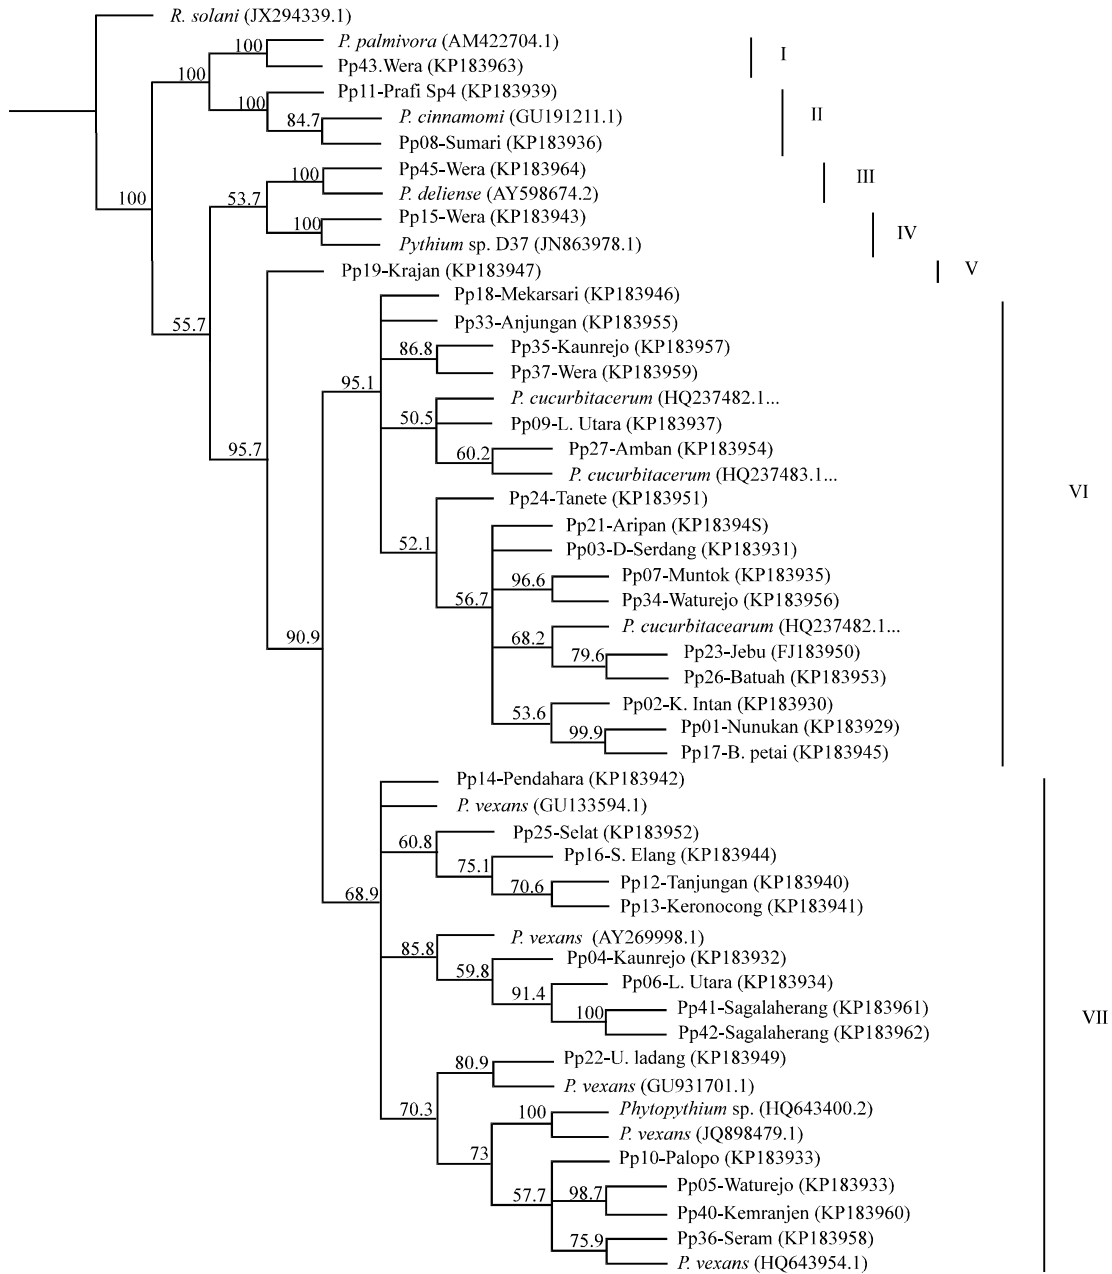 R. solani (JX294339.1)
P. palmivora (AM422704.1)
100
I
Pp43.Wera (KP183963)
100
Pp11-Prafi Sp4 (KP183939)
100
P. cinnamomi (GU191211.1)
II
84.7
Pp08-Sumari (KP183936)
Pp45-Wera (KP183964)
100
III
P. deliense (AY598674.2)
100
53.7
Pp15-Wera (KP183943)
100
IV
Pythium sp. D37 (JN863978.1)
Pp19-Krajan (KP183947)
V
Pp18-Mekarsari (KP183946)
55.7
Pp33-Anjungan (KP183955)
Pp35-Kaunrejo (KP183957)
86.8
Pp37-Wera (KP183959)
95.1
P. cucurbitacerum (HQ237482.1...
50.5
Pp09-L. Utara (KP183937)
95.7
Pp27-Amban (KP183954)
60.2
P. cucurbitacerum (HQ237483.1...
VI
Pp24-Tanete (KP183951)
Pp21-Aripan (KP18394S)
52.1
Pp03-D-Serdang (KP183931)
Pp07-Muntok (KP183935)
96.6
56.7
Pp34-Waturejo (KP183956)
P. cucurbitacearum (HQ237482.1...
90.9
68.2
Pp23-Jebu (FJ183950)
79.6
Pp26-Batuah (KP183953)
Pp02-K. Intan (KP183930)
53.6
Pp01-Nunukan (KP183929)
99.9
Pp17-B. petai (KP183945)
Pp14-Pendahara (KP183942)
P. vexans (GU133594.1)
Pp25-Selat (KP183952)
60.8
Pp16-S. Elang (KP183944)
75.1
Pp12-Tanjungan (KP183940)
70.6
68.9
Pp13-Keronocong (KP183941)
P. vexans (AY269998.1)
85.8
Pp04-Kaunrejo (KP183932)
59.8
Pp06-L. Utara (KP183934)
91.4
Pp41-Sagalaherang (KP183961)
100
VII
Pp42-Sagalaherang (KP183962)
Pp22-U. ladang (KP183949)
80.9
P. vexans (GU931701.1)
70.3
Phytopythium sp. (HQ643400.2)
100
P. vexans (JQ898479.1)
73
Pp10-Palopo (KP183933)
Pp05-Waturejo (KP183933)
57.7
98.7
Pp40-Kemranjen (KP183960)
Pp36-Seram (KP183958)
75.9
P. vexans (HQ643954.1)